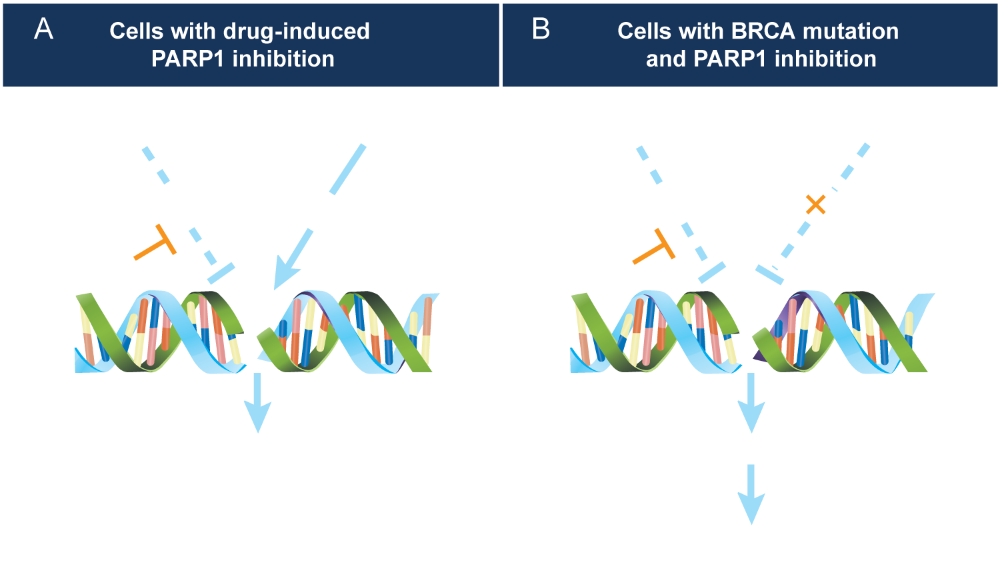 A
Cells with drug-induced
PARP1 inhibition
B
Cells with BRCA mutation
and PARP1 inhibition